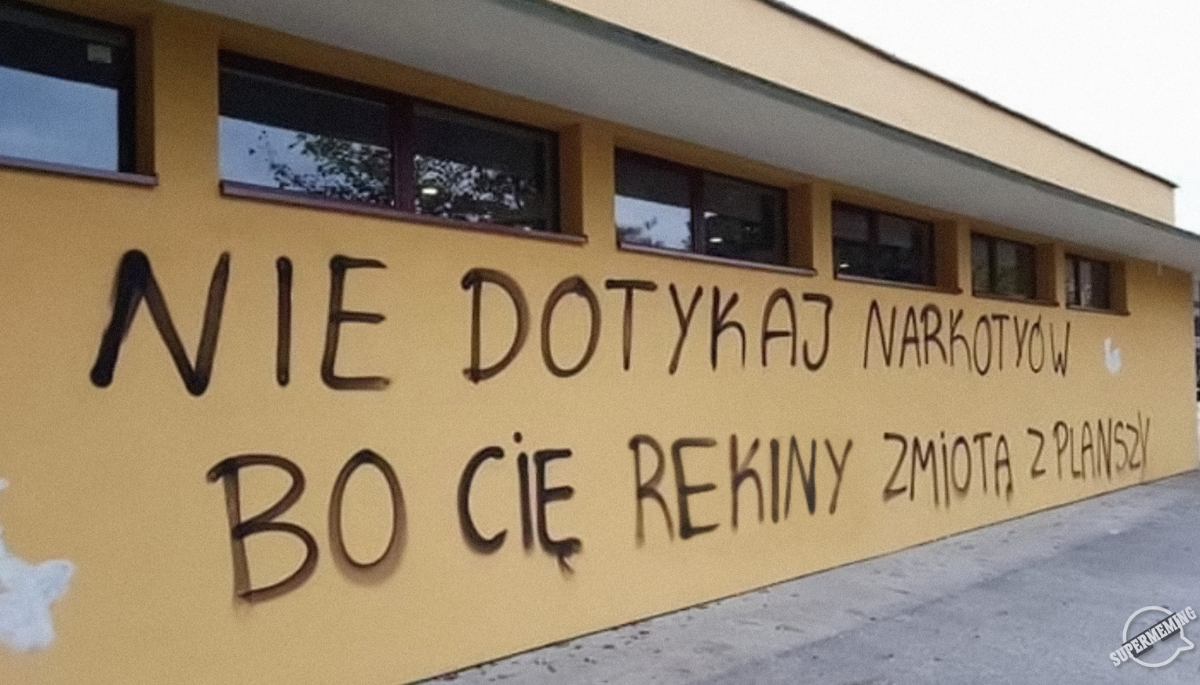 NIE DOTYKAJ NARKOTYÓW
BO CIĘ REKINY ZMIOTĄ Z PLANSZY
SUPERMEMING